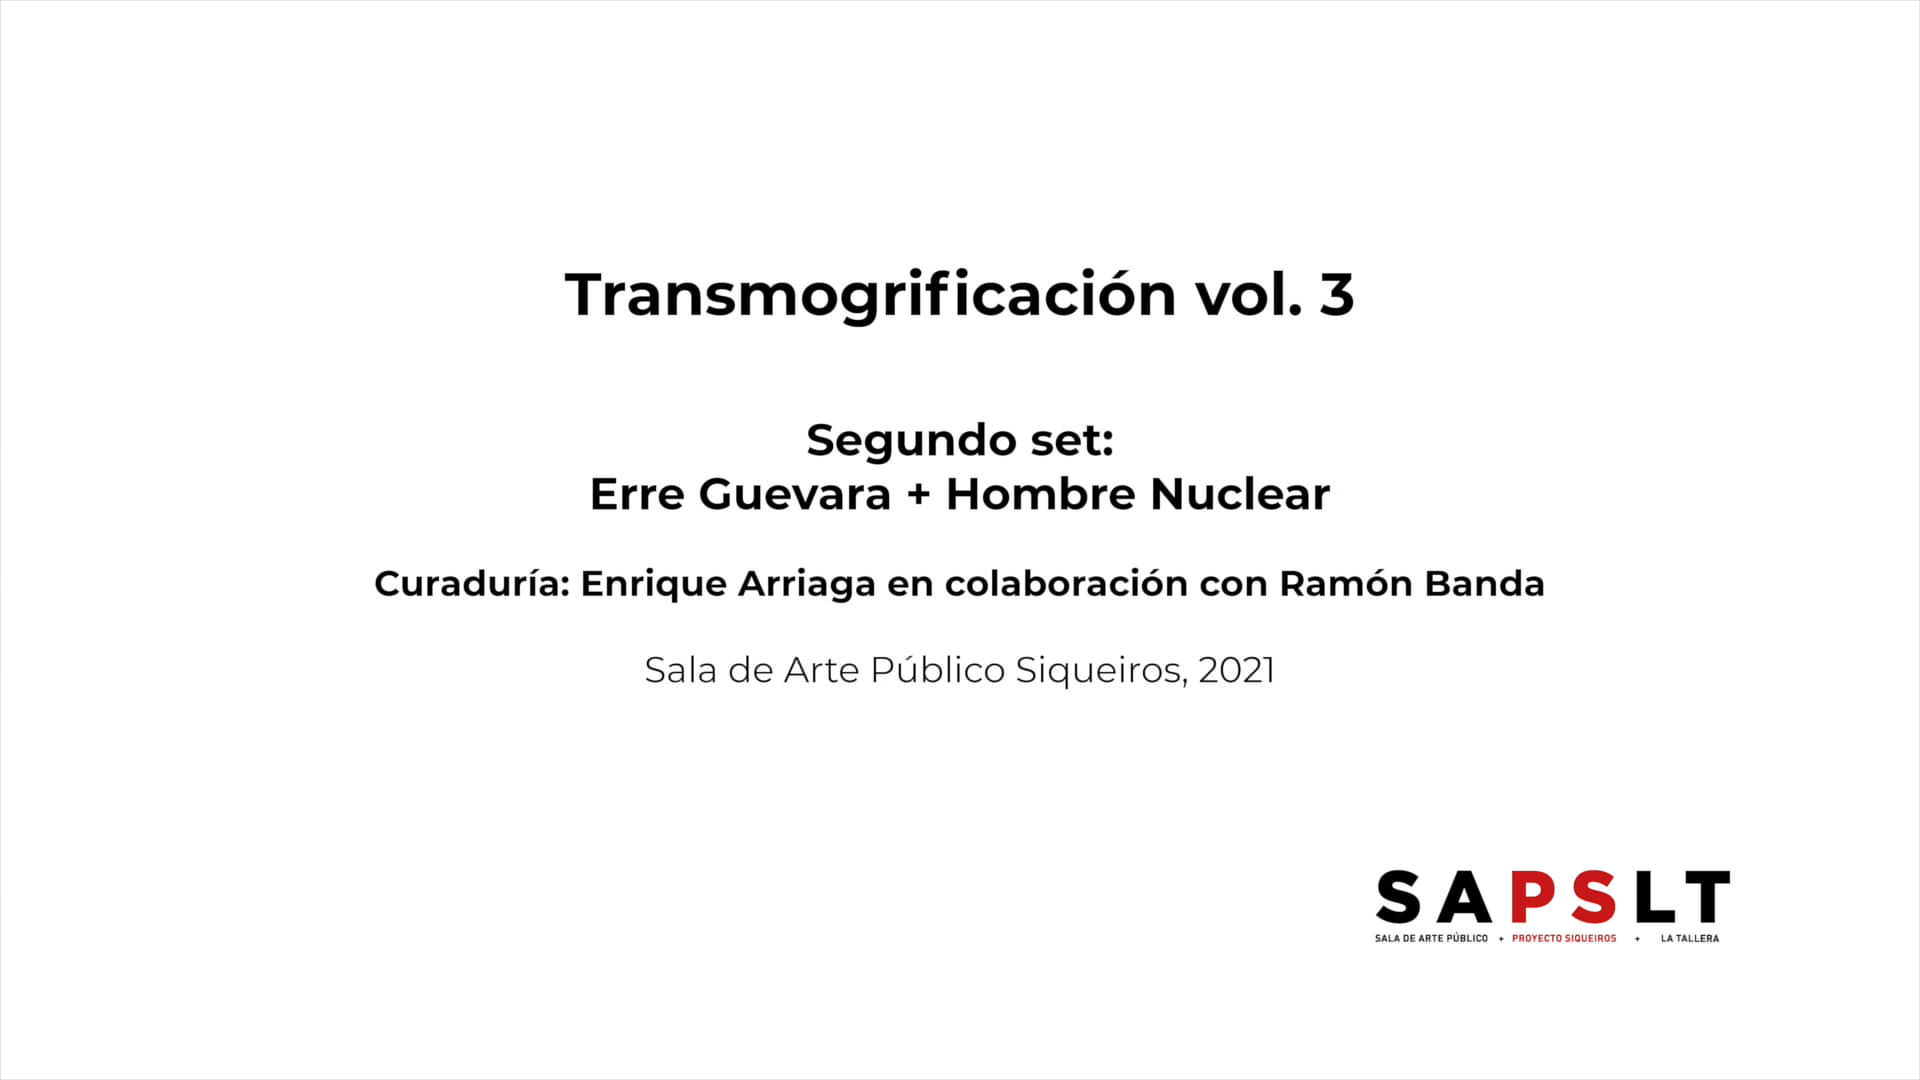 Transmogrificación vol. 3
Segundo set:
Erre Guevara + Hombre Nuclear
Curaduría: Enrique Arriaga en colaboración con Ramón Banda
Sala de Arte Público Siqueiros, 2021
SAPSLT
SALA DE ARTE PÚBLICO + PROYECTO SIQUEIROS + LA TALLERA